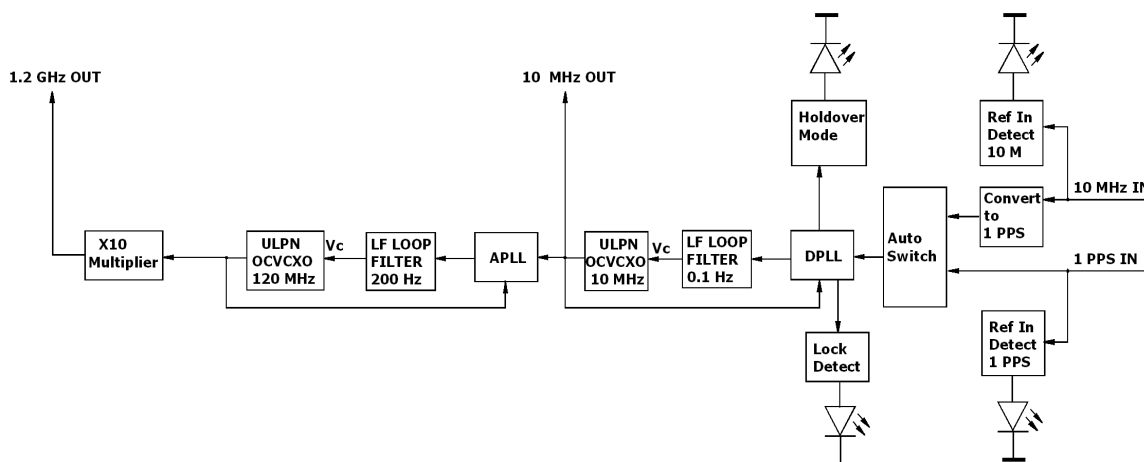 1.2 GHz OUT
10 MHz OUT
Holdover
Mode
Ref In
Detect
10 M
10 MHz IN
Convert
to
1 PPS
X10
Multiplier
ULPN
OCVCXO
120 MHz
Vc
LF LOOP
FILTER
200 Hz
APLL
ULPN
OCVCXO
10 MHz
Vc
LF LOOP
FILTER
0.1 Hz
DPLL
Auto
Switch
1 PPS IN
Lock
Detect
Ref In
Detect
1 PPS